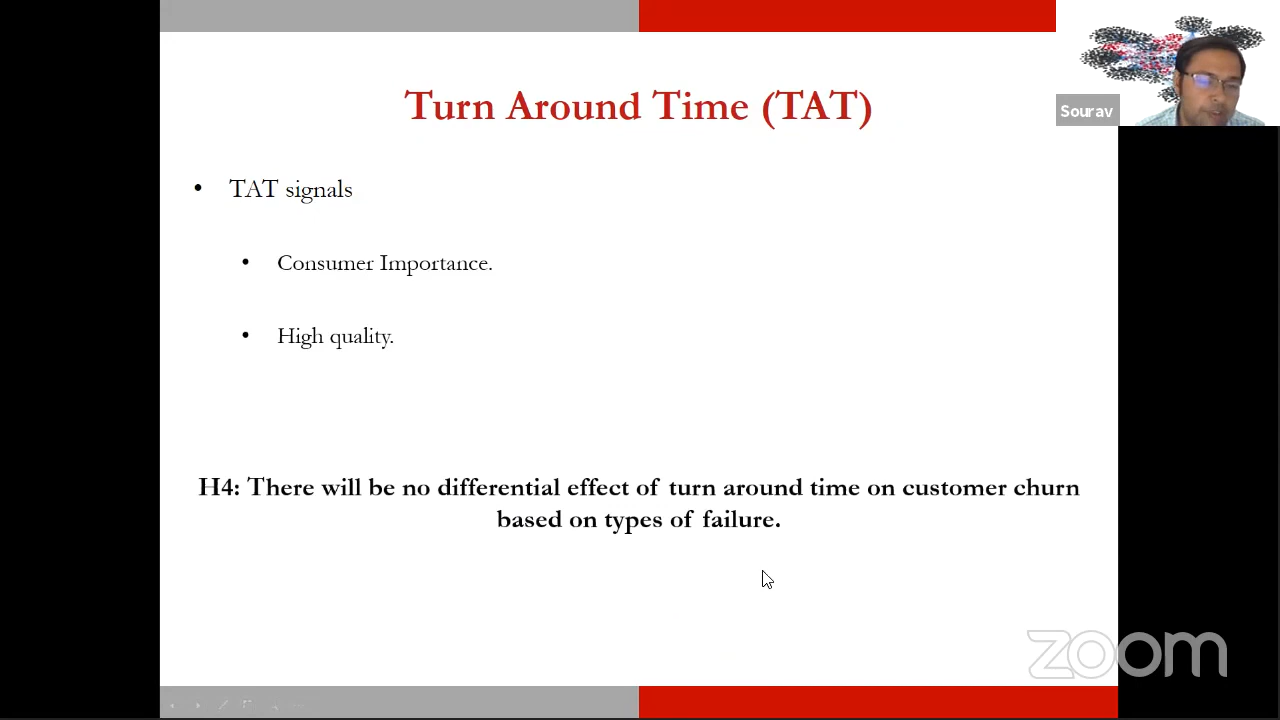 Turn Around Time (TAT)
Sourav
• TAT signals
• Consumer Importance.
• High quality.
H4: There will be no differential effect of turn around time on customer churn
based on types of failure.
zoom